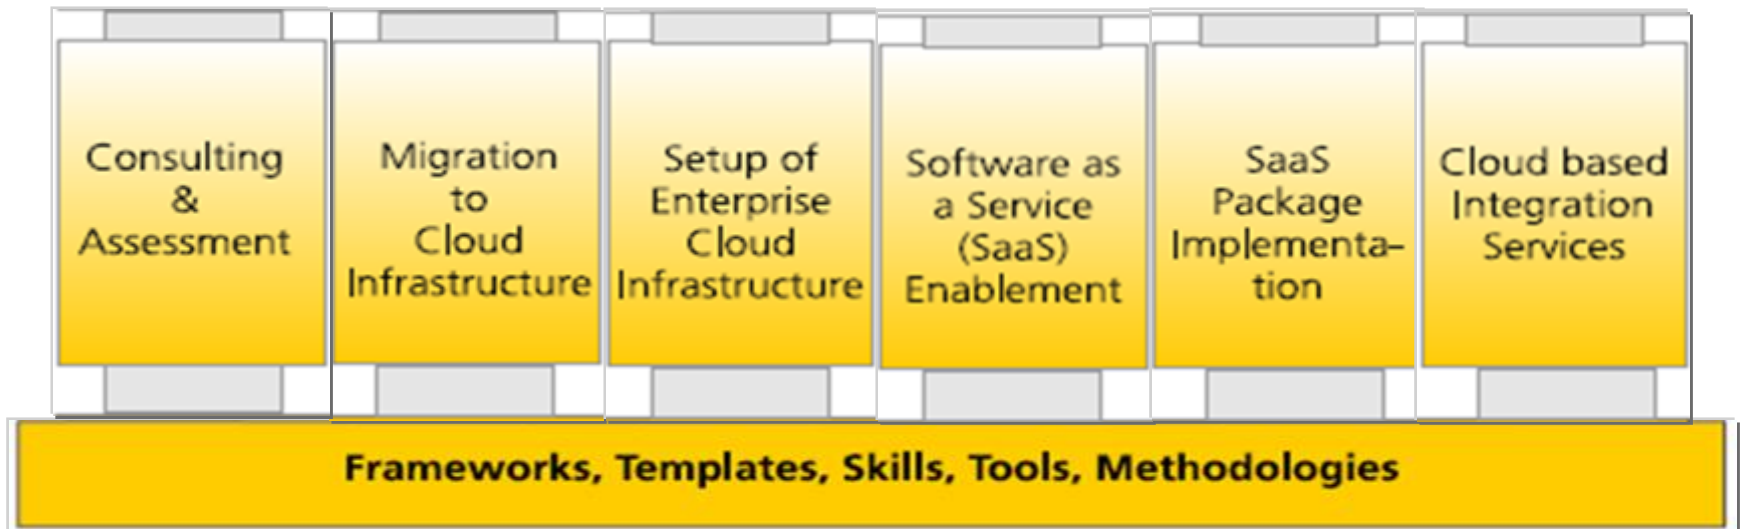 Consulting
&
Assessment
Migration
to
Cloud
Infrastructure
Setup of
Enterprise
Cloud
Infrastructure
Software as
a Service
(SaaS)
Enablement
SaaS
Package
Implementa-
tion
Cloud based
Integration
Services
Frameworks, Templates, Skills, Tools, Methodologies